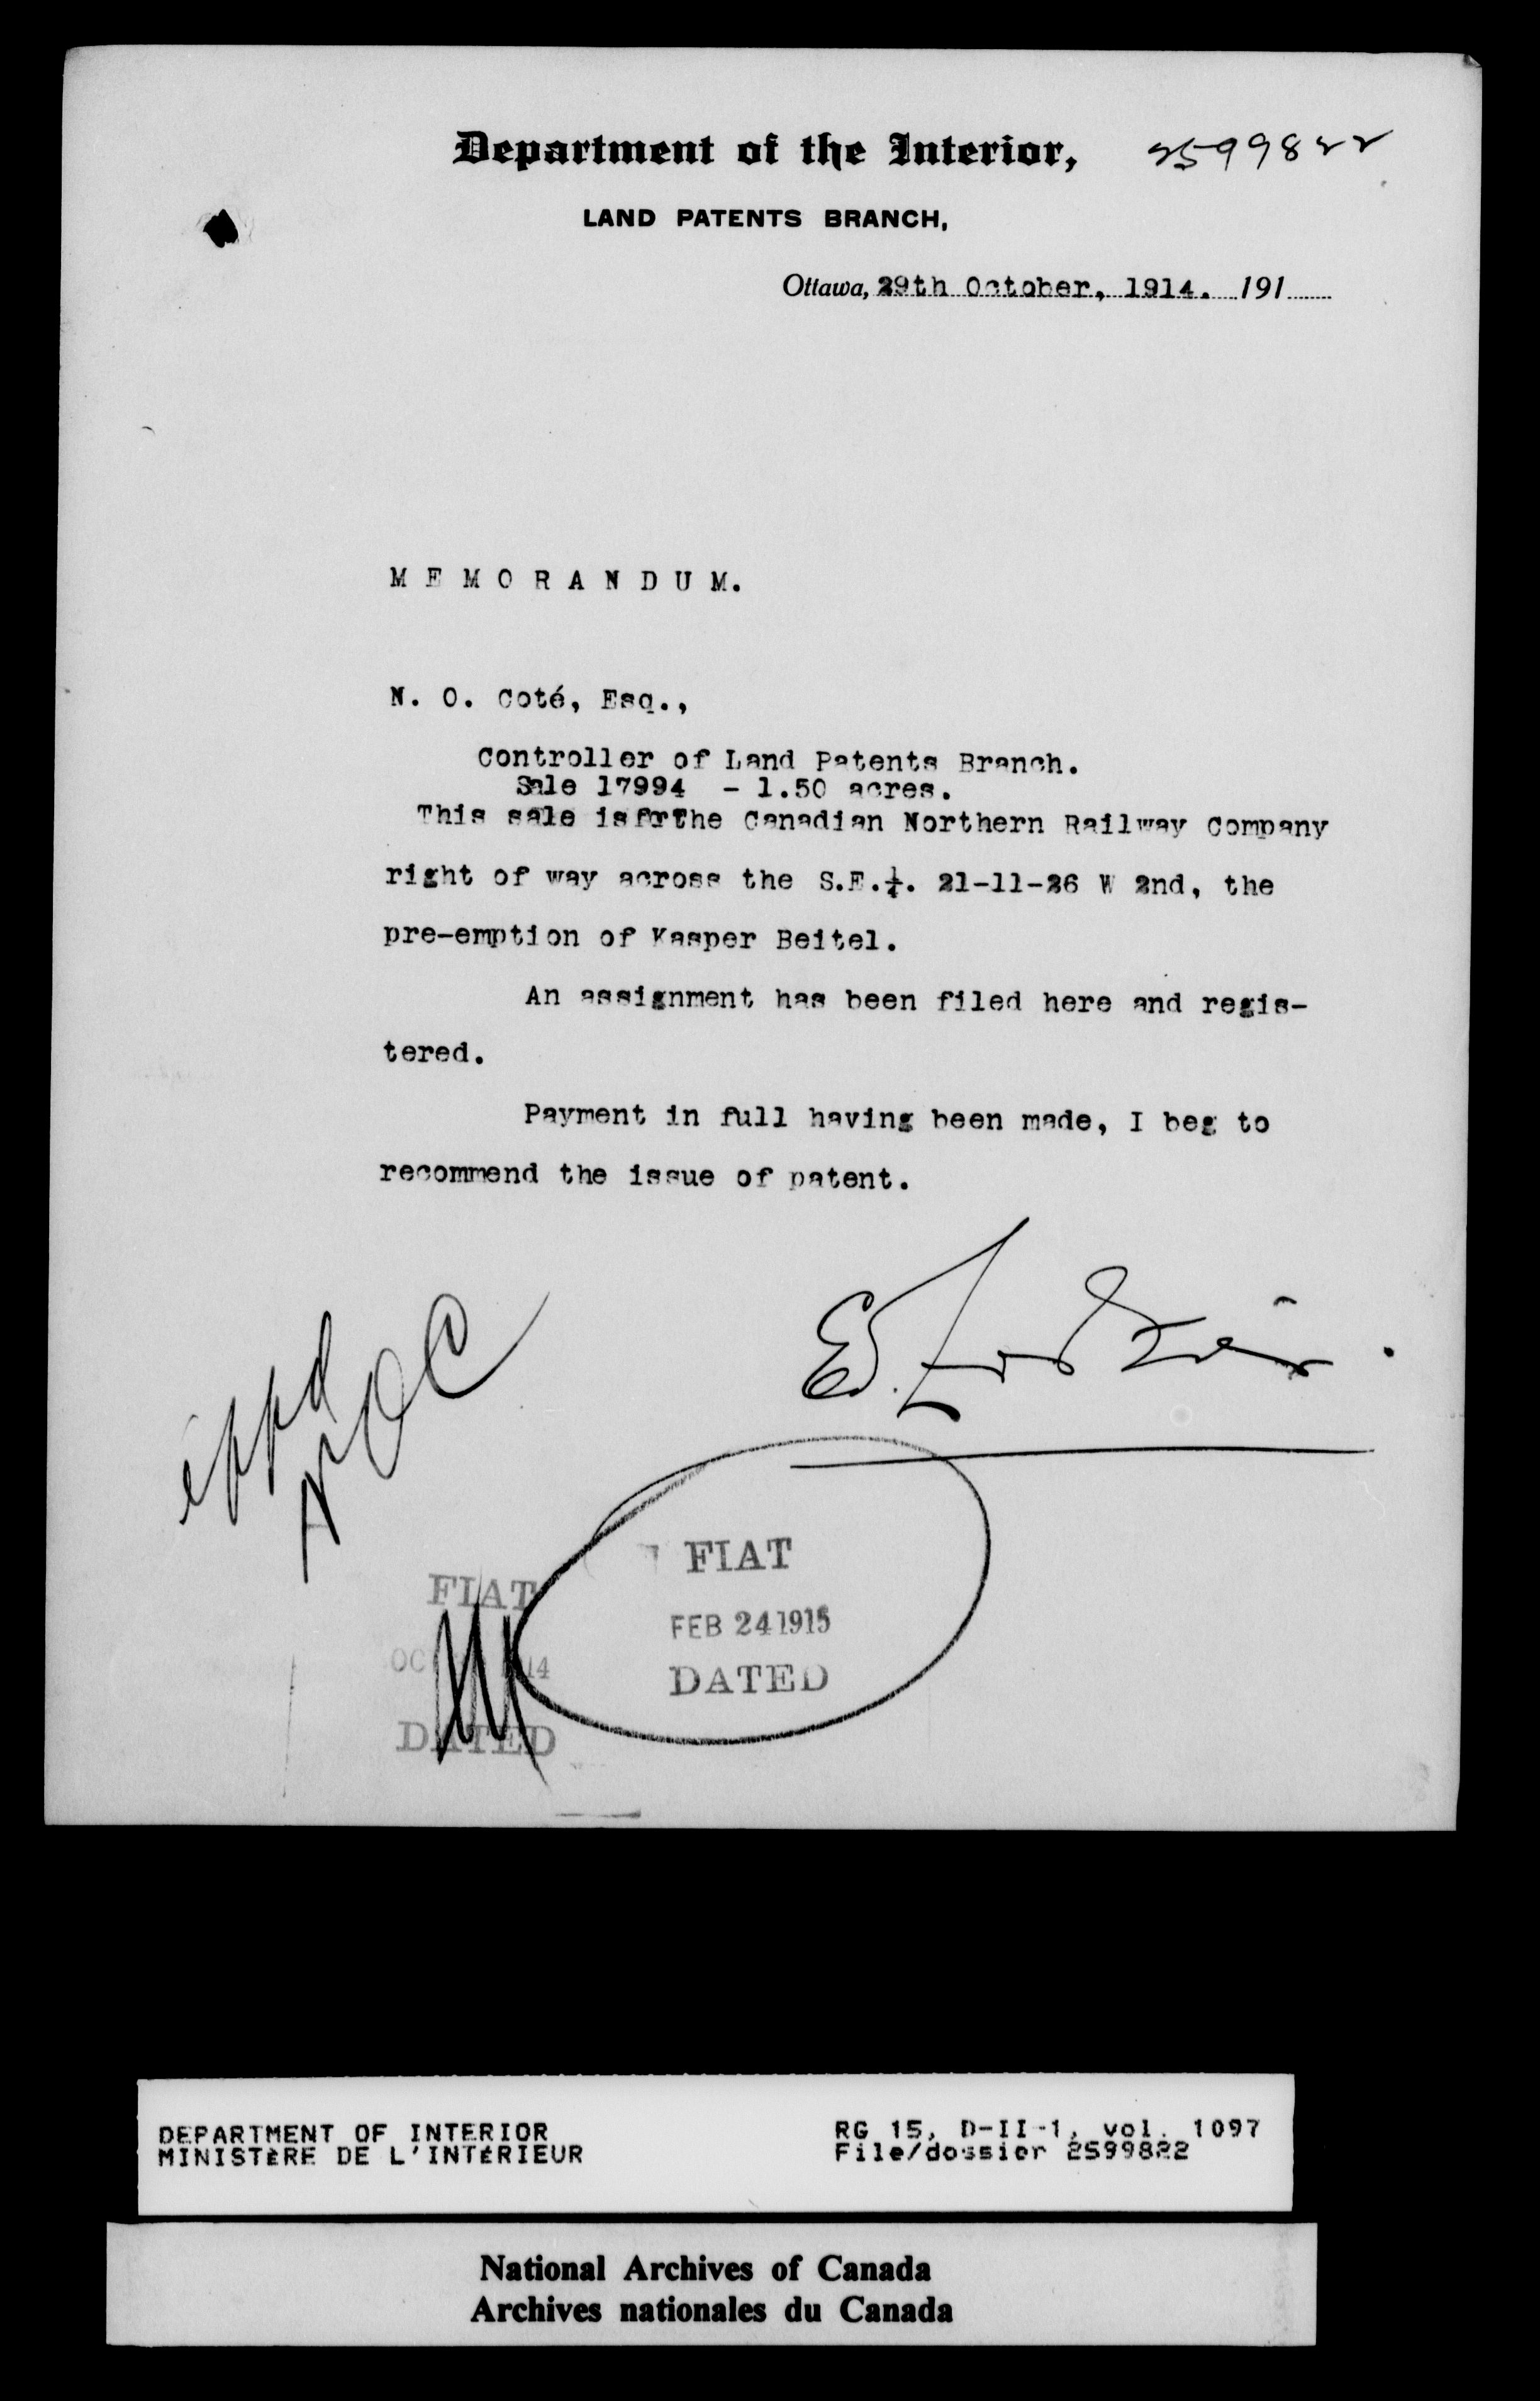 Department of the Interior, 2599822
LAND PATENTS BRANCH,
Ottawa, 29th October, 1914. 191
M E M O R A N D U M.
N. O. Coté, Esq.,
Controller of Land Patents Branch.
Sale 17994 - 1.50 acres.
This sale is for the Canadian Northern Railway Company
right of way across the S.E.¼. 21-11-26 W 2nd, the
pre-emption of Kasper Beitel.
An assignment has been filed here and regis-
tered.
Payment in full having been made, I beg to
recommend the issue of patent.
Ed.
appd
NOC
FIAT
FEB 24 1915
DATED
FIAT
OC 14
DATED
DEPARTMENT OF INTERIOR RG 15, D-II-1, vol. 1097
MINISTÈRE DE L'INTÉRIEUR File/dossier 2599822
National Archives of Canada
Archives nationales du Canada